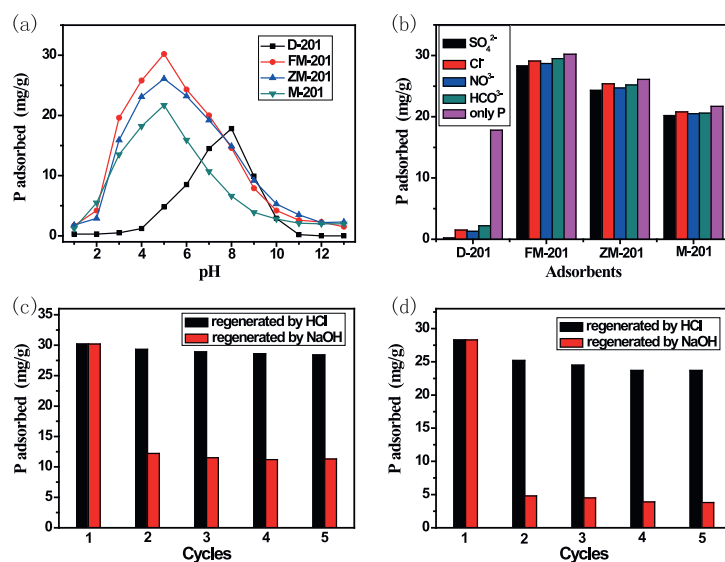 (a)
P adsorbed (mg/g)
30
20
10
0
2 4 6 8 10 12
pH
D-201
FM-201
ZM-201
M-201
(b)
P adsorbed (mg/g)
30
20
10
0
SO₄²⁻
Cl⁻
NO³⁻
HCO³⁻
only P
D-201 FM-201 ZM-201 M-201
Adsorbents
(c)
P adsorbed (mg/g)
35
30
25
20
15
10
5
0
regenerated by HCl
regenerated by NaOH
1 2 3 4 5
Cycles
(d)
P adsorbed (mg/g)
30
25
20
15
10
5
0
regenerated by HCl
regenerated by NaOH
1 2 3 4 5
Cycles